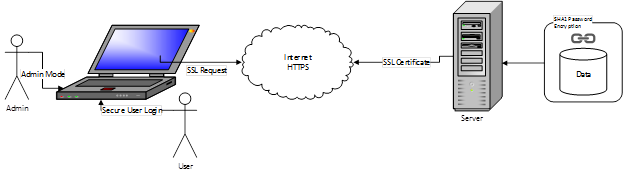 SHA1 Password
Encryption
Internet
HTTPS
SSL Certificate
SSL Request
Admin Mode
Data
Admin
Secure User Login
Server
User